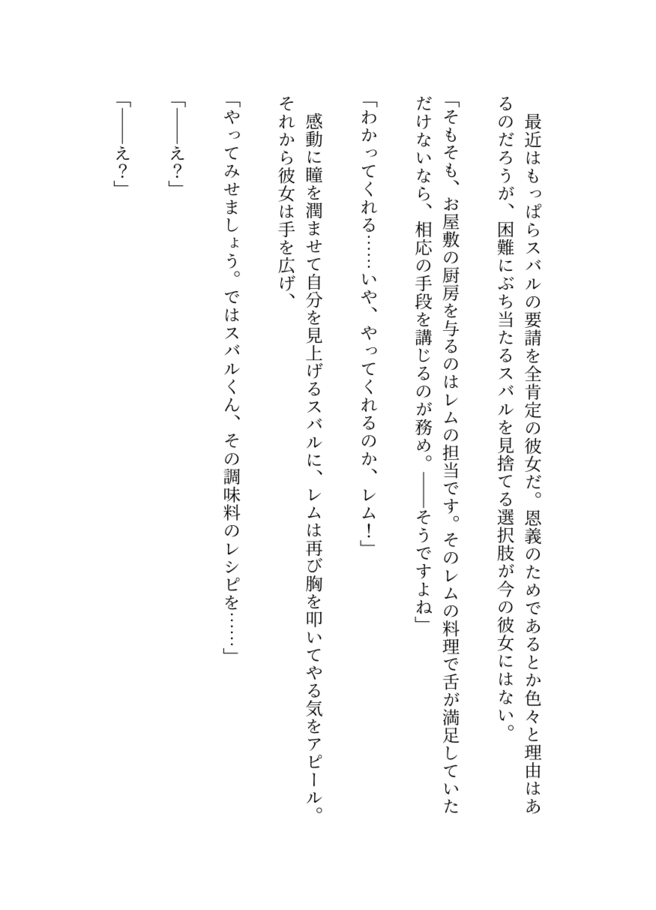 最近はもっぱらスバルの要請を全肯定の彼女だ。恩義のためであるとか色々と理由はあ
るのだろうが、困難にぶち当たるスバルを見捨てる選択肢が今の彼女にはない。
「そもそも、お屋敷の厨房を与るのはレムの担当です。そのレムの料理で舌が満足していた
だけないなら、相応の手段を講じるのが務め。――そうですよね」
「わかってくれる……いや、やってくれるのか、レム！」
感動に瞳を潤ませて自分を見上げるスバルに、レムは再び胸を叩いてやる気をアピール。
それから彼女は手を広げ、
「やってみせましょう。ではスバルくん、その調味料のレシピを……」
「――え？」
「――え？」